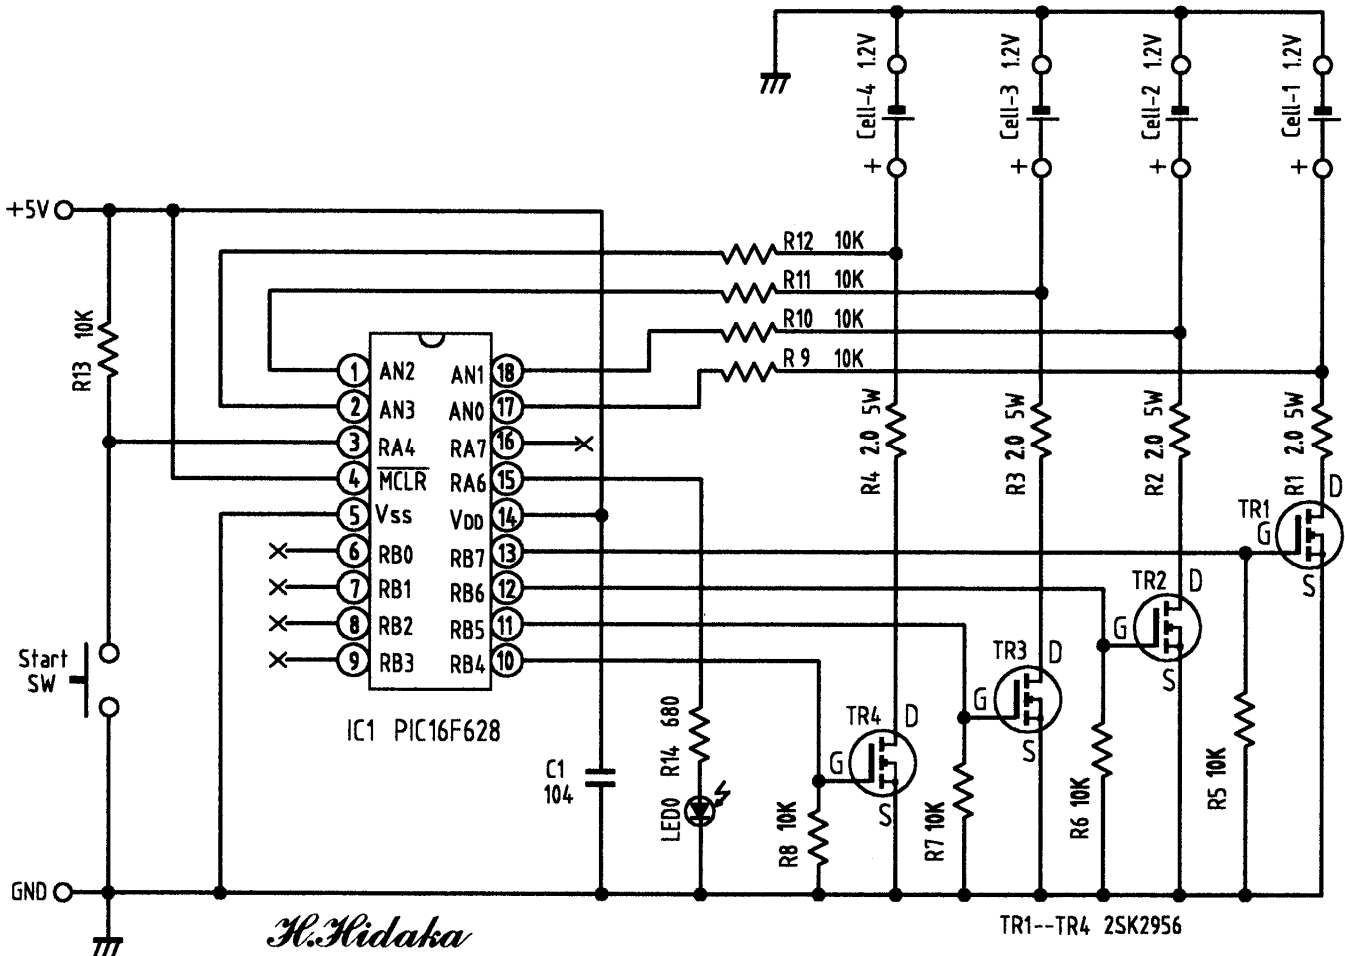 Cell-4 1.2V
Cell-3 1.2V
Cell-2 1.2V
Cell-1 1.2V
+
+
+
+
+5V
R12 10K
R11 10K
R10 10K
R 9 10K
R13 10K
1 AN2
AN1 18
2 AN3
AN0 17
3 RA4
RA7 16
4 MCLR
RA6 15
5 Vss
VDD 14
6 RB0
RB7 13
7 RB1
RB6 12
8 RB2
RB5 11
9 RB3
RB4 10
IC1 PIC16F628
R4 2.0 5W
R3 2.0 5W
R2 2.0 5W
R1 2.0 5W
TR1
D
G
S
TR2
D
G
S
TR3
D
G
S
TR4
D
G
S
Start
SW
C1
104
R14 680
LED0
R8 10K
R7 10K
R6 10K
R5 10K
GND
H.Hidaka
TR1--TR4 2SK2956